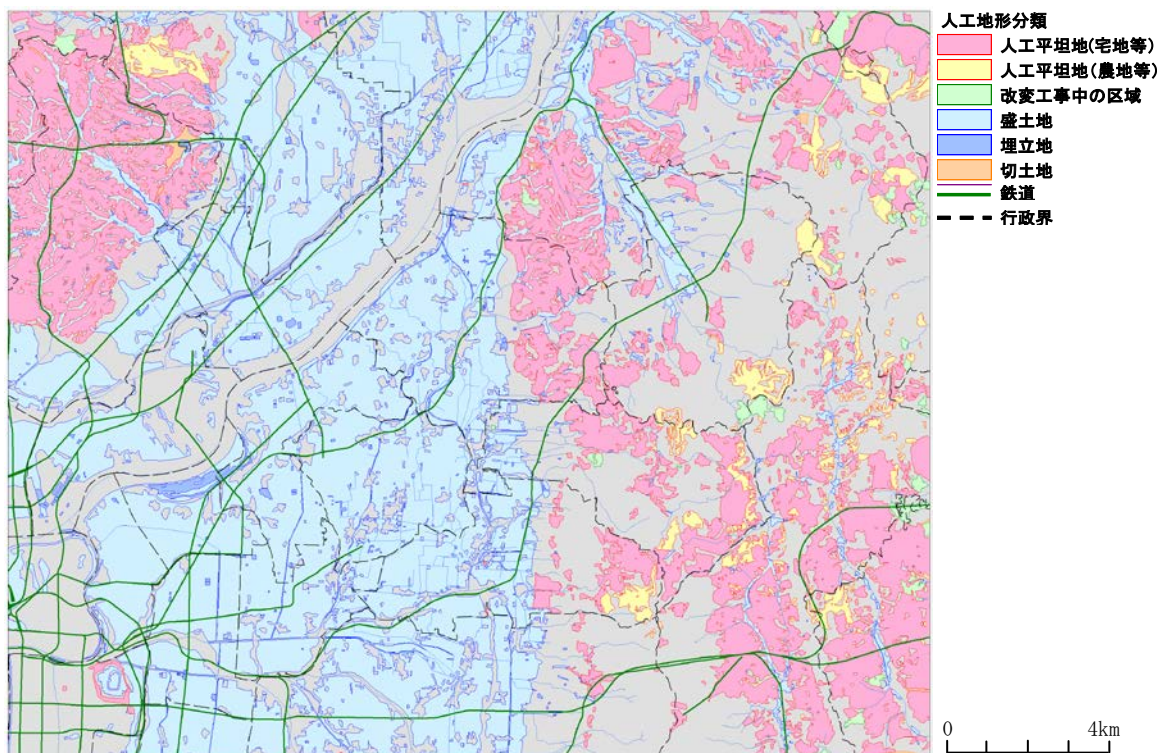 人工地形分類
人工平坦地(宅地等)
人工平坦地(農地等)
改変工事中の区域
盛土地
埋立地
切土地
鉄道
行政界
0 4km